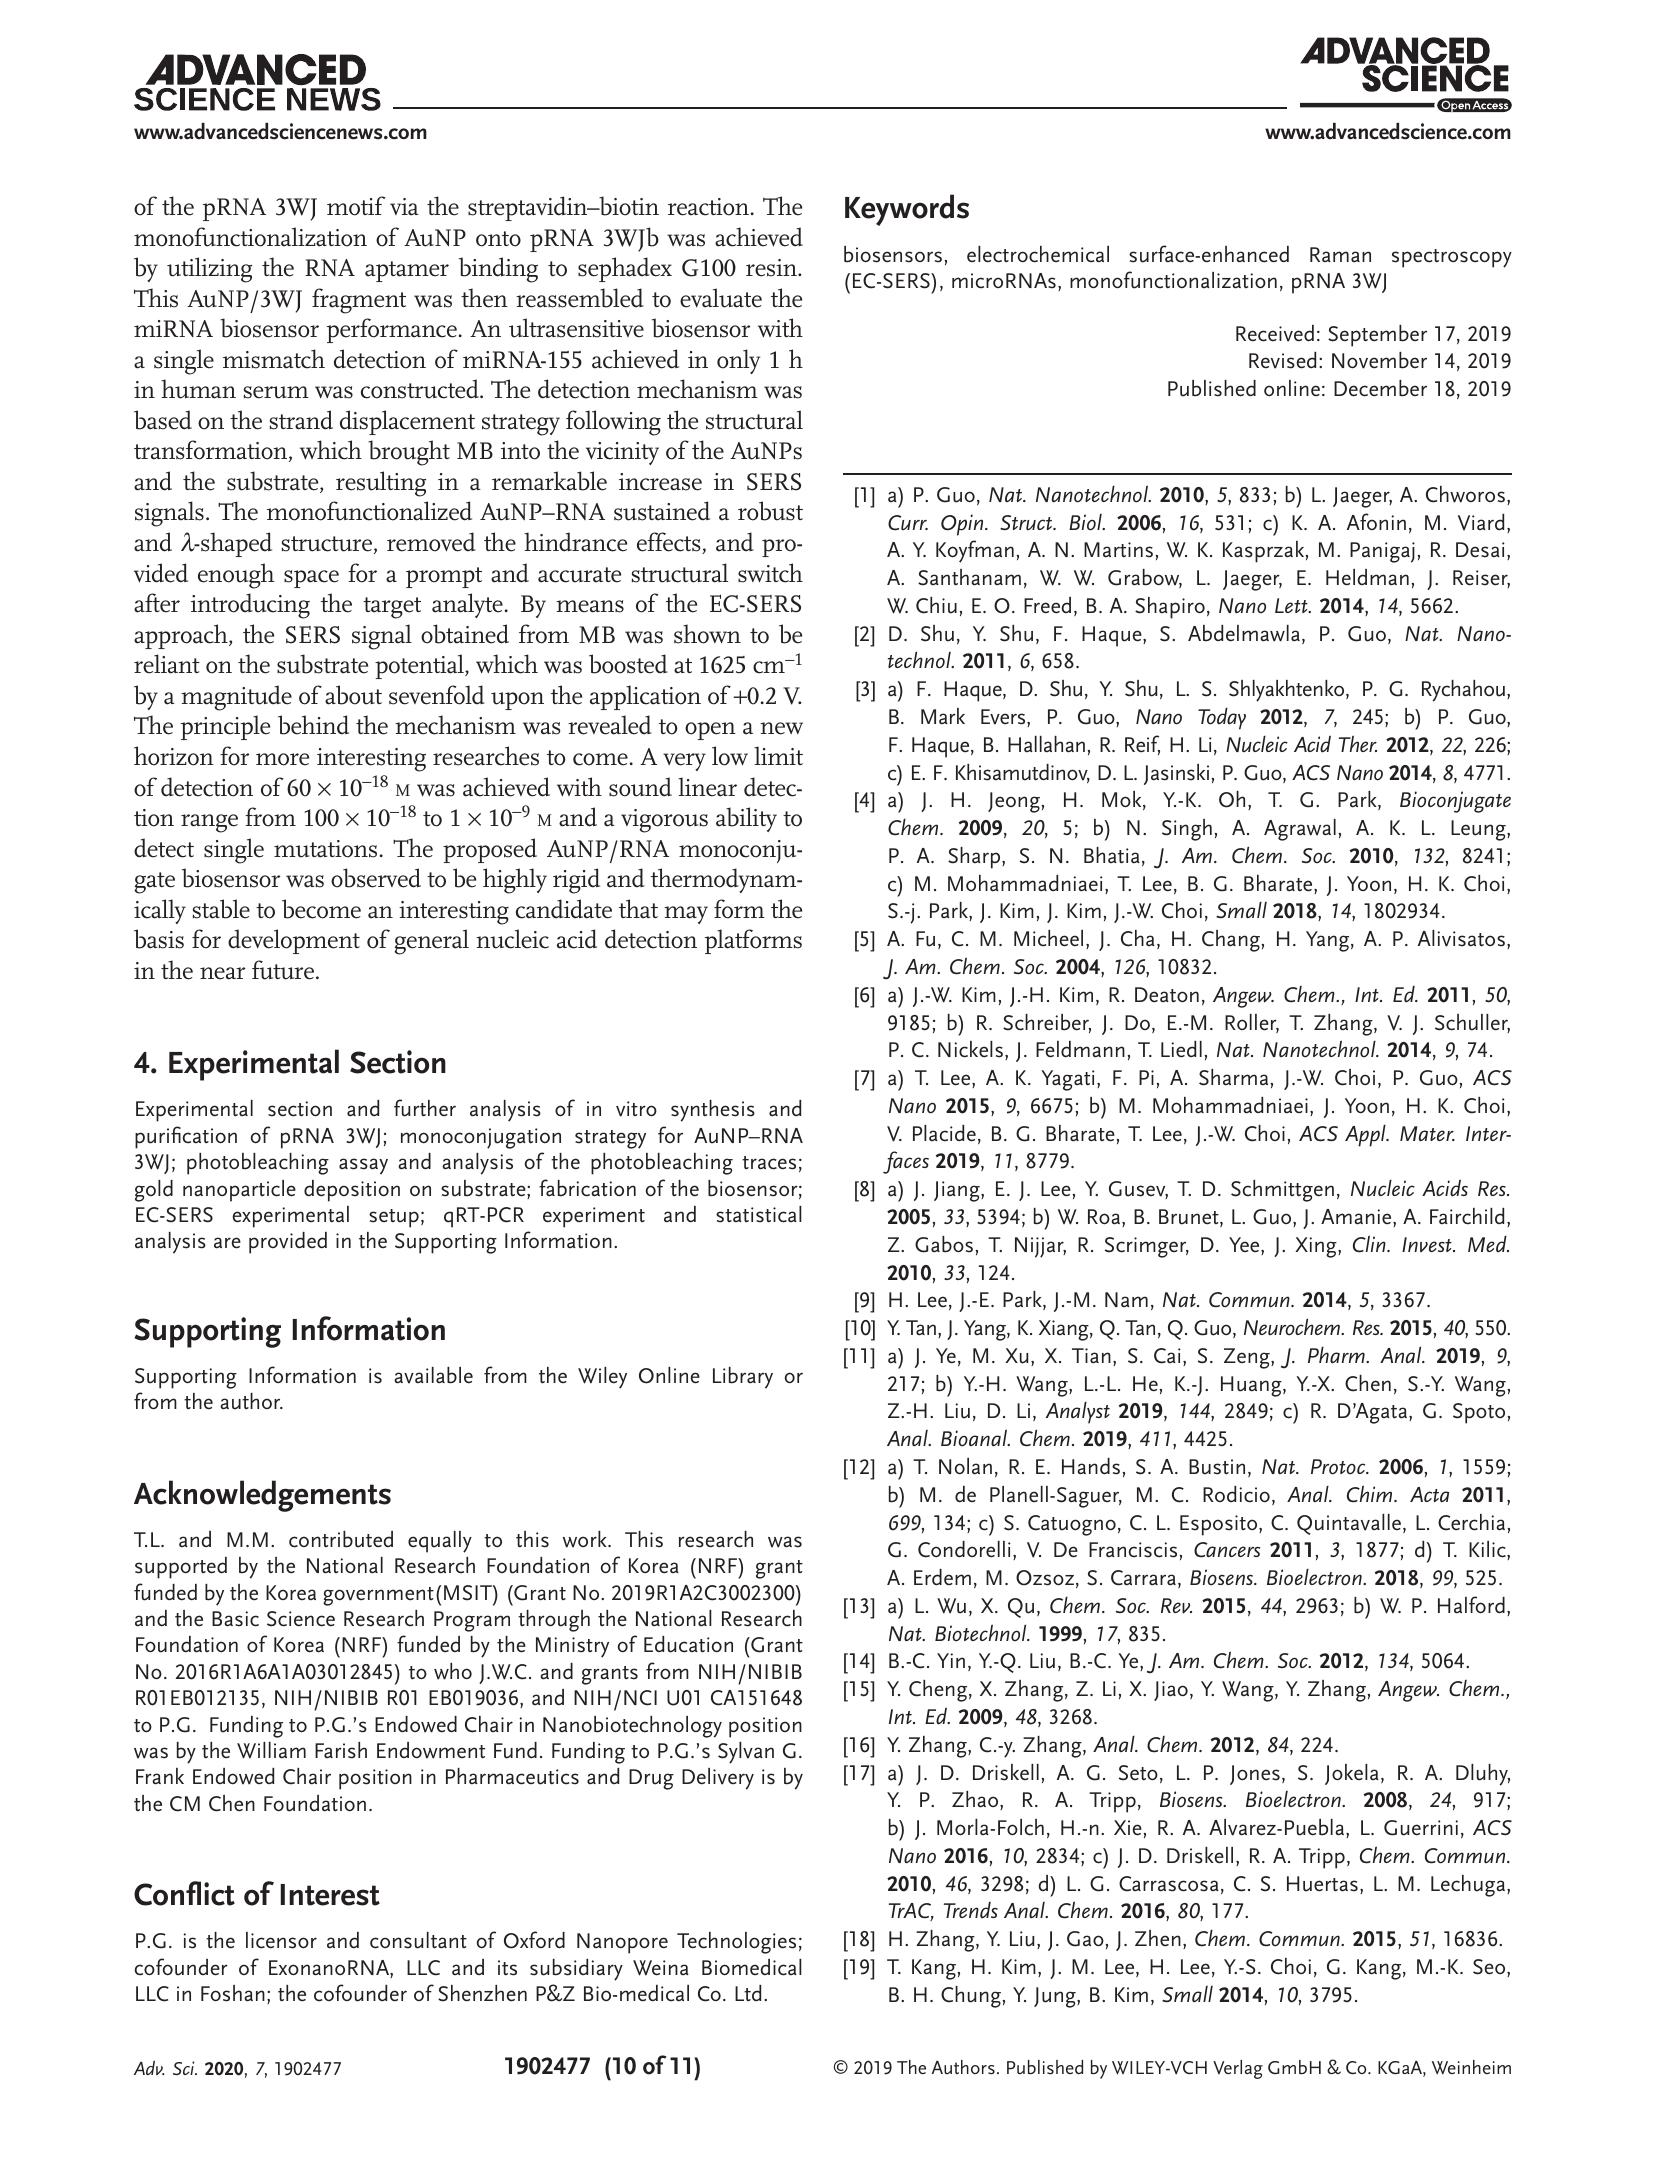 ADVANCED
SCIENCE NEWS
www.advancedsciencenews.com
ADVANCED
SCIENCE
Open Access
www.advancedscience.com
of the pRNA 3WJ motif via the streptavidin–biotin reaction. The
monofunctionalization of AuNP onto pRNA 3WJb was achieved
by utilizing the RNA aptamer binding to sephadex G100 resin.
This AuNP/3WJ fragment was then reassembled to evaluate the
miRNA biosensor performance. An ultrasensitive biosensor with
a single mismatch detection of miRNA-155 achieved in only 1 h
in human serum was constructed. The detection mechanism was
based on the strand displacement strategy following the structural
transformation, which brought MB into the vicinity of the AuNPs
and the substrate, resulting in a remarkable increase in SERS
signals. The monofunctionalized AuNP–RNA sustained a robust
and λ-shaped structure, removed the hindrance effects, and pro-
vided enough space for a prompt and accurate structural switch
after introducing the target analyte. By means of the EC-SERS
approach, the SERS signal obtained from MB was shown to be
reliant on the substrate potential, which was boosted at 1625 cm⁻¹
by a magnitude of about sevenfold upon the application of +0.2 V.
The principle behind the mechanism was revealed to open a new
horizon for more interesting researches to come. A very low limit
of detection of 60 × 10⁻¹⁸ M was achieved with sound linear detec-
tion range from 100 × 10⁻¹⁸ to 1 × 10⁻⁹ M and a vigorous ability to
detect single mutations. The proposed AuNP/RNA monoconju-
gate biosensor was observed to be highly rigid and thermodynam-
ically stable to become an interesting candidate that may form the
basis for development of general nucleic acid detection platforms
in the near future.
4. Experimental Section
Experimental section and further analysis of in vitro synthesis and
purification of pRNA 3WJ; monoconjugation strategy for AuNP–RNA
3WJ; photobleaching assay and analysis of the photobleaching traces;
gold nanoparticle deposition on substrate; fabrication of the biosensor;
EC-SERS experimental setup; qRT-PCR experiment and statistical
analysis are provided in the Supporting Information.
Supporting Information
Supporting Information is available from the Wiley Online Library or
from the author.
Acknowledgements
T.L. and M.M. contributed equally to this work. This research was
supported by the National Research Foundation of Korea (NRF) grant
funded by the Korea government(MSIT) (Grant No. 2019R1A2C3002300)
and the Basic Science Research Program through the National Research
Foundation of Korea (NRF) funded by the Ministry of Education (Grant
No. 2016R1A6A1A03012845) to who J.W.C. and grants from NIH/NIBIB
R01EB012135, NIH/NIBIB R01 EB019036, and NIH/NCI U01 CA151648
to P.G. Funding to P.G.'s Endowed Chair in Nanobiotechnology position
was by the William Farish Endowment Fund. Funding to P.G.'s Sylvan G.
Frank Endowed Chair position in Pharmaceutics and Drug Delivery is by
the CM Chen Foundation.
Conflict of Interest
P.G. is the licensor and consultant of Oxford Nanopore Technologies;
cofounder of ExonanoRNA, LLC and its subsidiary Weina Biomedical
LLC in Foshan; the cofounder of Shenzhen P&Z Bio-medical Co. Ltd.
Keywords
biosensors, electrochemical surface-enhanced Raman spectroscopy
(EC-SERS), microRNAs, monofunctionalization, pRNA 3WJ
Received: September 17, 2019
Revised: November 14, 2019
Published online: December 18, 2019
[1] a) P. Guo, Nat. Nanotechnol. 2010, 5, 833; b) L. Jaeger, A. Chworos,
Curr. Opin. Struct. Biol. 2006, 16, 531; c) K. A. Afonin, M. Viard,
A. Y. Koyfman, A. N. Martins, W. K. Kasprzak, M. Panigaj, R. Desai,
A. Santhanam, W. W. Grabow, L. Jaeger, E. Heldman, J. Reiser,
W. Chiu, E. O. Freed, B. A. Shapiro, Nano Lett. 2014, 14, 5662.
[2] D. Shu, Y. Shu, F. Haque, S. Abdelmawla, P. Guo, Nat. Nano-
technol. 2011, 6, 658.
[3] a) F. Haque, D. Shu, Y. Shu, L. S. Shlyakhtenko, P. G. Rychahou,
B. Mark Evers, P. Guo, Nano Today 2012, 7, 245; b) P. Guo,
F. Haque, B. Hallahan, R. Reif, H. Li, Nucleic Acid Ther. 2012, 22, 226;
c) E. F. Khisamutdinov, D. L. Jasinski, P. Guo, ACS Nano 2014, 8, 4771.
[4] a) J. H. Jeong, H. Mok, Y.-K. Oh, T. G. Park, Bioconjugate
Chem. 2009, 20, 5; b) N. Singh, A. Agrawal, A. K. L. Leung,
P. A. Sharp, S. N. Bhatia, J. Am. Chem. Soc. 2010, 132, 8241;
c) M. Mohammadniaei, T. Lee, B. G. Bharate, J. Yoon, H. K. Choi,
S.-j. Park, J. Kim, J. Kim, J.-W. Choi, Small 2018, 14, 1802934.
[5] A. Fu, C. M. Micheel, J. Cha, H. Chang, H. Yang, A. P. Alivisatos,
J. Am. Chem. Soc. 2004, 126, 10832.
[6] a) J.-W. Kim, J.-H. Kim, R. Deaton, Angew. Chem., Int. Ed. 2011, 50,
9185; b) R. Schreiber, J. Do, E.-M. Roller, T. Zhang, V. J. Schuller,
P. C. Nickels, J. Feldmann, T. Liedl, Nat. Nanotechnol. 2014, 9, 74.
[7] a) T. Lee, A. K. Yagati, F. Pi, A. Sharma, J.-W. Choi, P. Guo, ACS
Nano 2015, 9, 6675; b) M. Mohammadniaei, J. Yoon, H. K. Choi,
V. Placide, B. G. Bharate, T. Lee, J.-W. Choi, ACS Appl. Mater. Inter-
faces 2019, 11, 8779.
[8] a) J. Jiang, E. J. Lee, Y. Gusev, T. D. Schmittgen, Nucleic Acids Res.
2005, 33, 5394; b) W. Roa, B. Brunet, L. Guo, J. Amanie, A. Fairchild,
Z. Gabos, T. Nijjar, R. Scrimger, D. Yee, J. Xing, Clin. Invest. Med.
2010, 33, 124.
[9] H. Lee, J.-E. Park, J.-M. Nam, Nat. Commun. 2014, 5, 3367.
[10] Y. Tan, J. Yang, K. Xiang, Q. Tan, Q. Guo, Neurochem. Res. 2015, 40, 550.
[11] a) J. Ye, M. Xu, X. Tian, S. Cai, S. Zeng, J. Pharm. Anal. 2019, 9,
217; b) Y.-H. Wang, L.-L. He, K.-J. Huang, Y.-X. Chen, S.-Y. Wang,
Z.-H. Liu, D. Li, Analyst 2019, 144, 2849; c) R. D'Agata, G. Spoto,
Anal. Bioanal. Chem. 2019, 411, 4425.
[12] a) T. Nolan, R. E. Hands, S. A. Bustin, Nat. Protoc. 2006, 1, 1559;
b) M. de Planell-Saguer, M. C. Rodicio, Anal. Chim. Acta 2011,
699, 134; c) S. Catuogno, C. L. Esposito, C. Quintavalle, L. Cerchia,
G. Condorelli, V. De Franciscis, Cancers 2011, 3, 1877; d) T. Kilic,
A. Erdem, M. Ozsoz, S. Carrara, Biosens. Bioelectron. 2018, 99, 525.
[13] a) L. Wu, X. Qu, Chem. Soc. Rev. 2015, 44, 2963; b) W. P. Halford,
Nat. Biotechnol. 1999, 17, 835.
[14] B.-C. Yin, Y.-Q. Liu, B.-C. Ye, J. Am. Chem. Soc. 2012, 134, 5064.
[15] Y. Cheng, X. Zhang, Z. Li, X. Jiao, Y. Wang, Y. Zhang, Angew. Chem.,
Int. Ed. 2009, 48, 3268.
[16] Y. Zhang, C.-y. Zhang, Anal. Chem. 2012, 84, 224.
[17] a) J. D. Driskell, A. G. Seto, L. P. Jones, S. Jokela, R. A. Dluhy,
Y. P. Zhao, R. A. Tripp, Biosens. Bioelectron. 2008, 24, 917;
b) J. Morla-Folch, H.-n. Xie, R. A. Alvarez-Puebla, L. Guerrini, ACS
Nano 2016, 10, 2834; c) J. D. Driskell, R. A. Tripp, Chem. Commun.
2010, 46, 3298; d) L. G. Carrascosa, C. S. Huertas, L. M. Lechuga,
TrAC, Trends Anal. Chem. 2016, 80, 177.
[18] H. Zhang, Y. Liu, J. Gao, J. Zhen, Chem. Commun. 2015, 51, 16836.
[19] T. Kang, H. Kim, J. M. Lee, H. Lee, Y.-S. Choi, G. Kang, M.-K. Seo,
B. H. Chung, Y. Jung, B. Kim, Small 2014, 10, 3795.
Adv. Sci. 2020, 7, 1902477
1902477 (10 of 11)
© 2019 The Authors. Published by WILEY-VCH Verlag GmbH & Co. KGaA, Weinheim